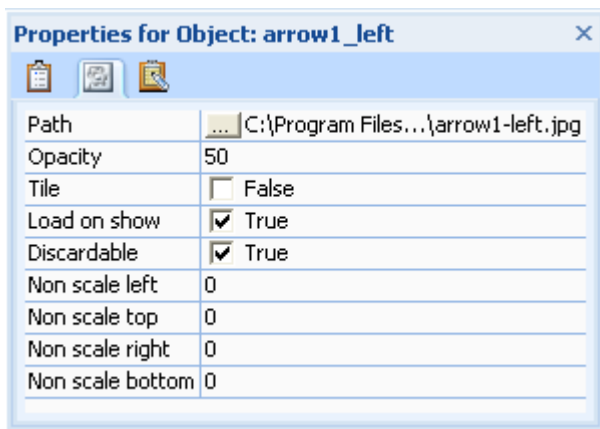 Properties for Object: arrow1_left
Path ... C:\Program Files...\arrow1-left.jpg
Opacity 50
Tile False
Load on show True
Discardable True
Non scale left 0
Non scale top 0
Non scale right 0
Non scale bottom 0